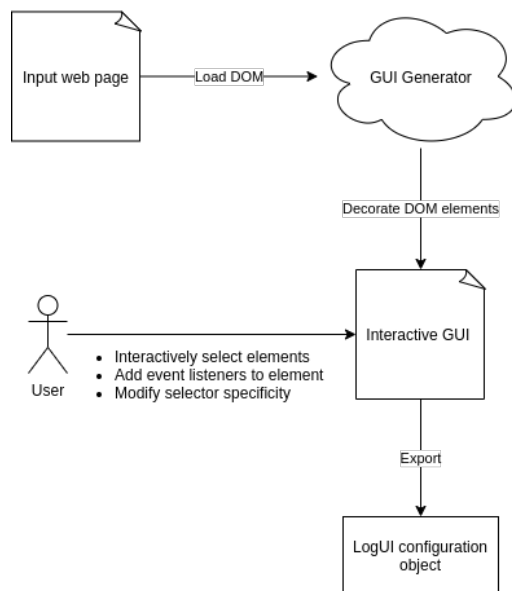 Input web page
Load DOM
GUI Generator
Decorate DOM elements
Interactive GUI
User
• Interactively select elements
• Add event listeners to element
• Modify selector specificity
Export
LogUI configuration
object